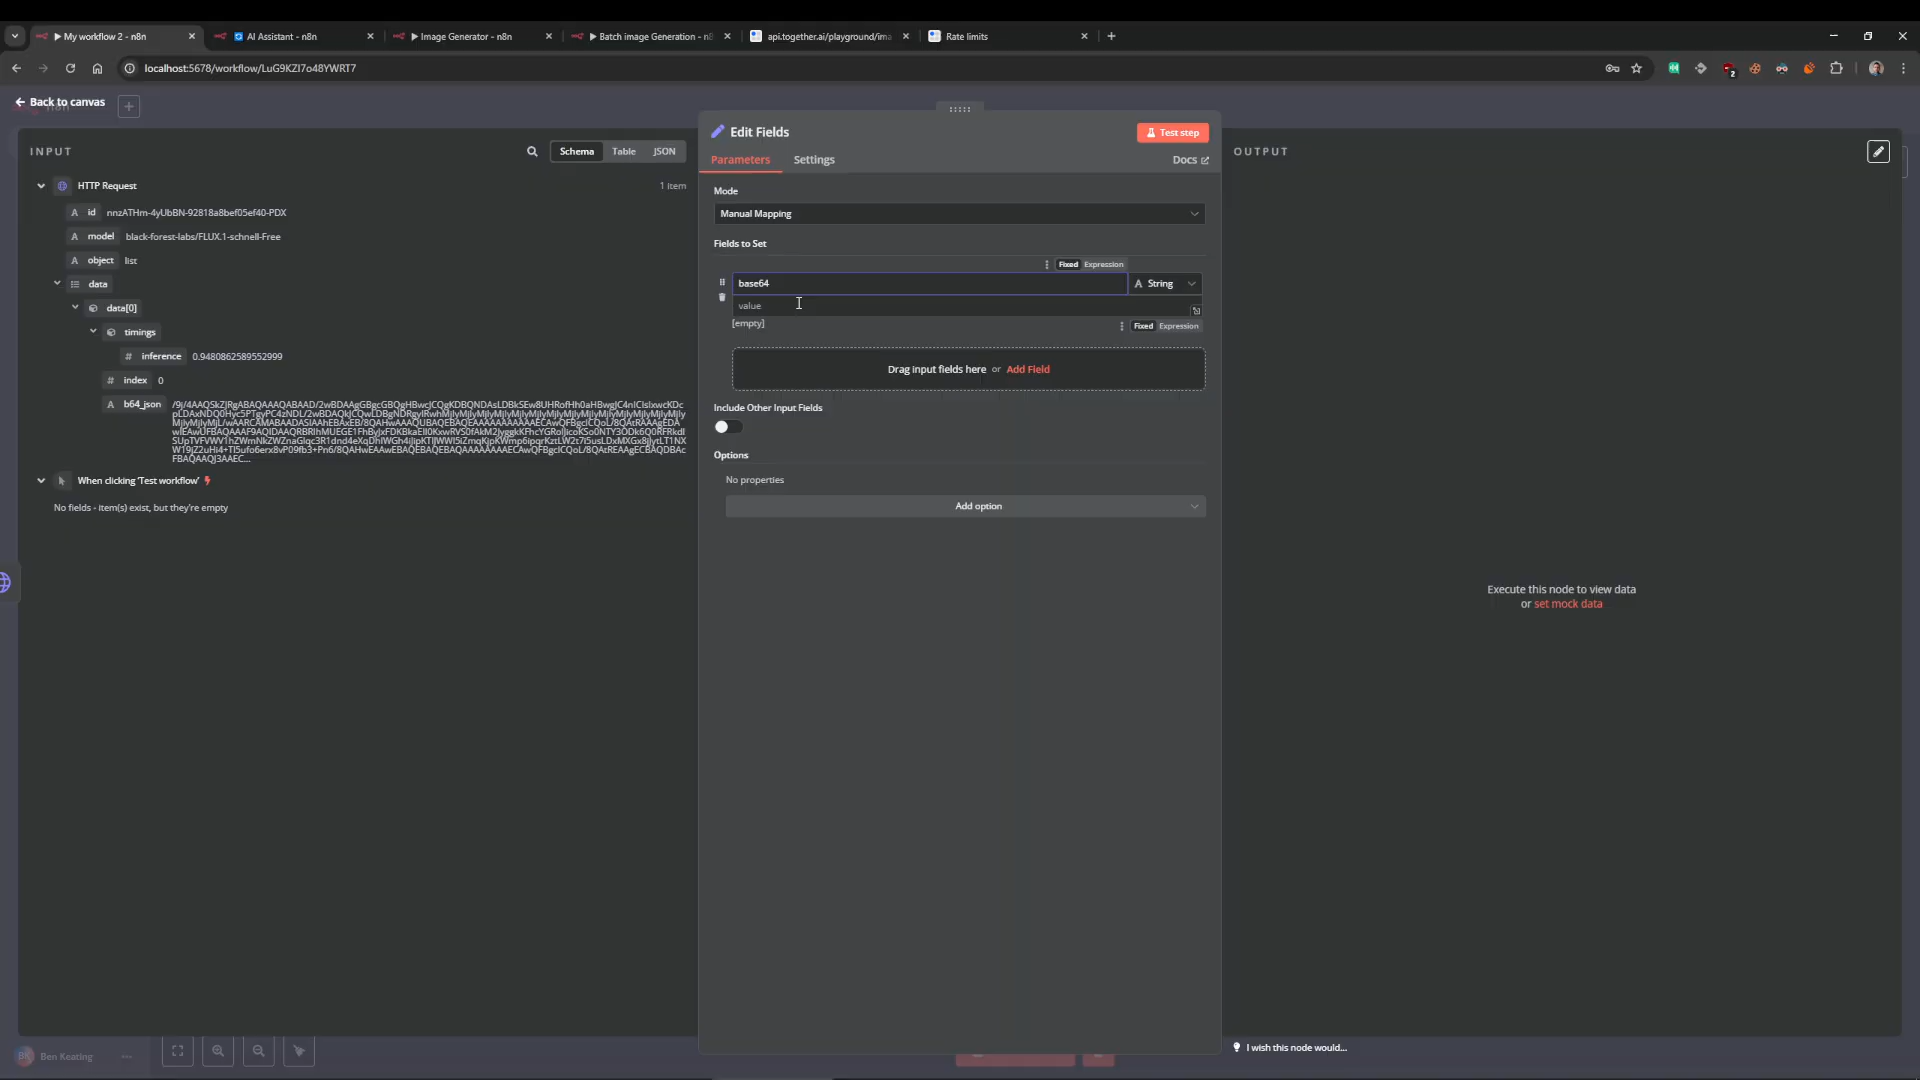 My workflow 2 - n8n
AI Assistant - n8n
Image Generator - n8n
Batch image Generation - n8
api.together.ai/playground/im
Rate limits
localhost:5678/workflow/LuG9KZI7o48YWRT7
2
Back to canvas
INPUT
Schema
Table
JSON
HTTP Request
1 item
A id nnzATHm-4yUbBN-92818a8bef05ef40-PDX
A model black-forest-labs/FLUX.1-schnell-Free
A object list
data
data[0]
timings
# inference 0.9480862589552999
# index 0
A b64_json
When clicking 'Test workflow'
No fields - item(s) exist, but they're empty
Edit Fields
Test step
Parameters
Settings
Docs
Mode
Manual Mapping
Fields to Set
Fixed Expression
base64
A String
value
[empty]
Fixed Expression
Drag input fields here or Add Field
Include Other Input Fields
Options
No properties
Add option
OUTPUT
Execute this node to view data
or set mock data
BK Ben Keating
I wish this node would...